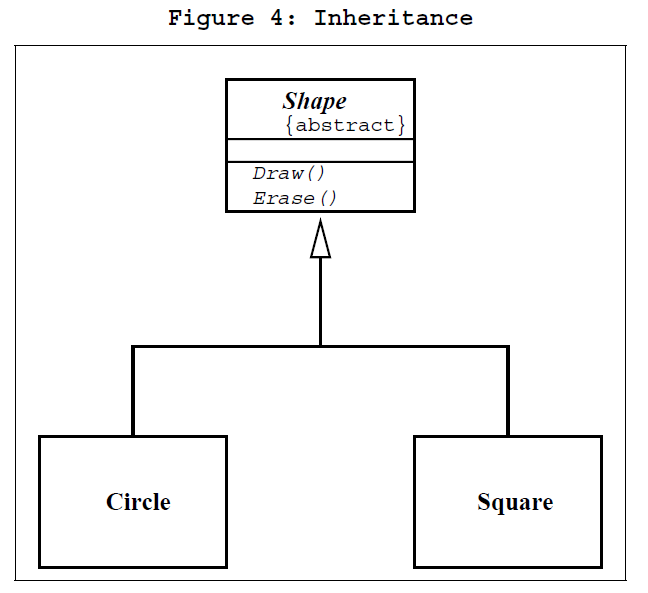 Figure 4: Inheritance
Shape
{abstract}
Draw()
Erase()
Circle
Square